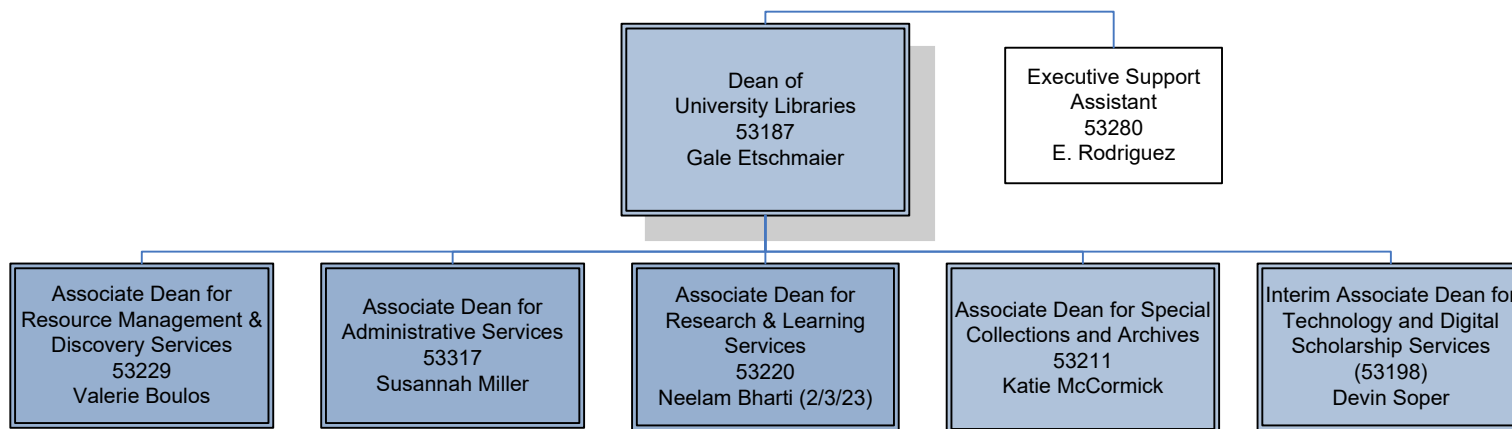 Dean of
University Libraries
53187
Gale Etschmaier
Executive Support
Assistant
53280
E. Rodriguez
Associate Dean for
Resource Management &
Discovery Services
53229
Valerie Boulos
Associate Dean for
Administrative Services
53317
Susannah Miller
Associate Dean for
Research & Learning
Services
53220
Neelam Bharti (2/3/23)
Associate Dean for Special
Collections and Archives
53211
Katie McCormick
Interim Associate Dean for
Technology and Digital
Scholarship Services
(53198)
Devin Soper